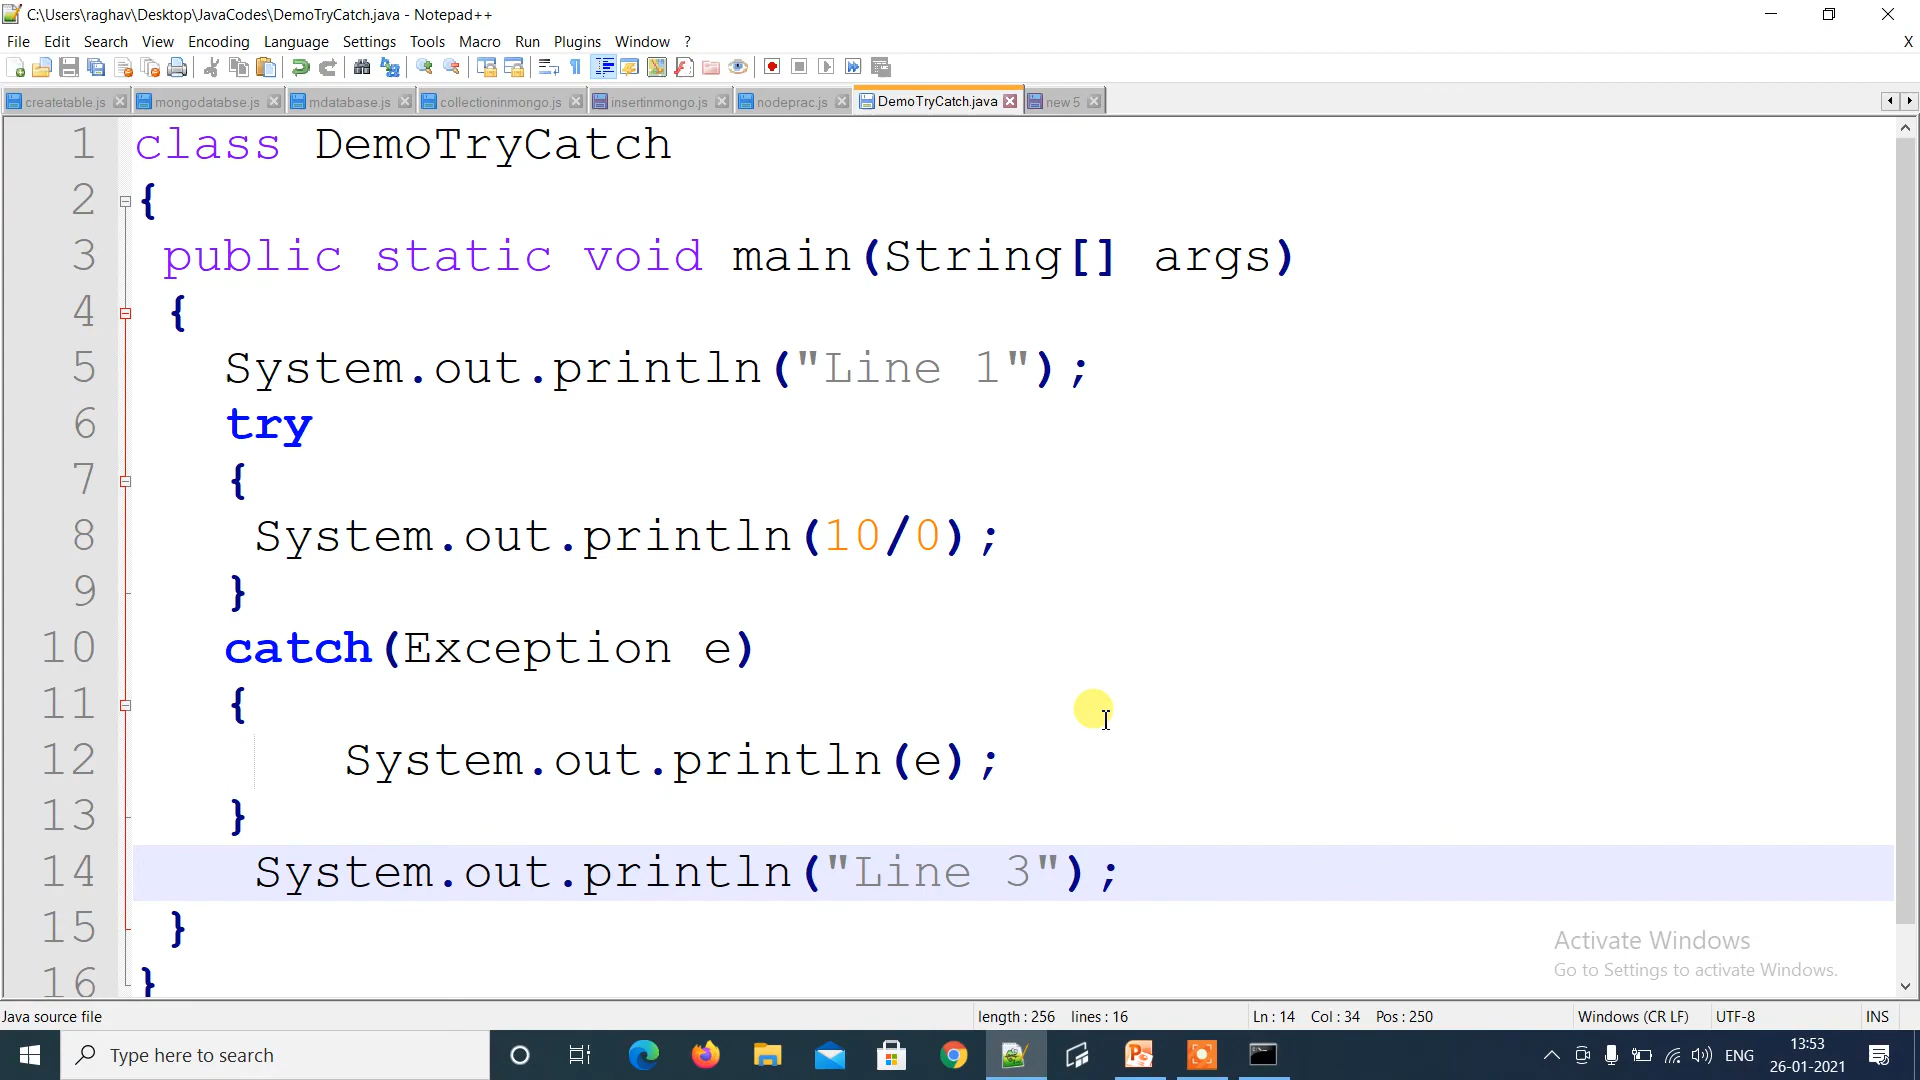 C:\Users\raghav\Desktop\JavaCodes\DemoTryCatch.java - Notepad++
File Edit Search View Encoding Language Settings Tools Macro Run Plugins Window ? X
createtable.js mongodatabse.js mdatabase.js collectioninmongo.js insertinmongo.js nodeprac.js DemoTryCatch.java new 5
1 class DemoTryCatch
2 {
3 public static void main(String[] args)
4 {
5 System.out.println("Line 1");
6 try
7 {
8 System.out.println(10/0);
9 }
10 catch(Exception e)
11 {
12 System.out.println(e);
13 }
14 System.out.println("Line 3");
15 }
16 }
Activate Windows
Go to Settings to activate Windows.
Java source file length : 256 lines : 16 Ln : 14 Col : 34 Pos : 250 Windows (CR LF) UTF-8 INS
Type here to search ENG 13:53
26-01-2021